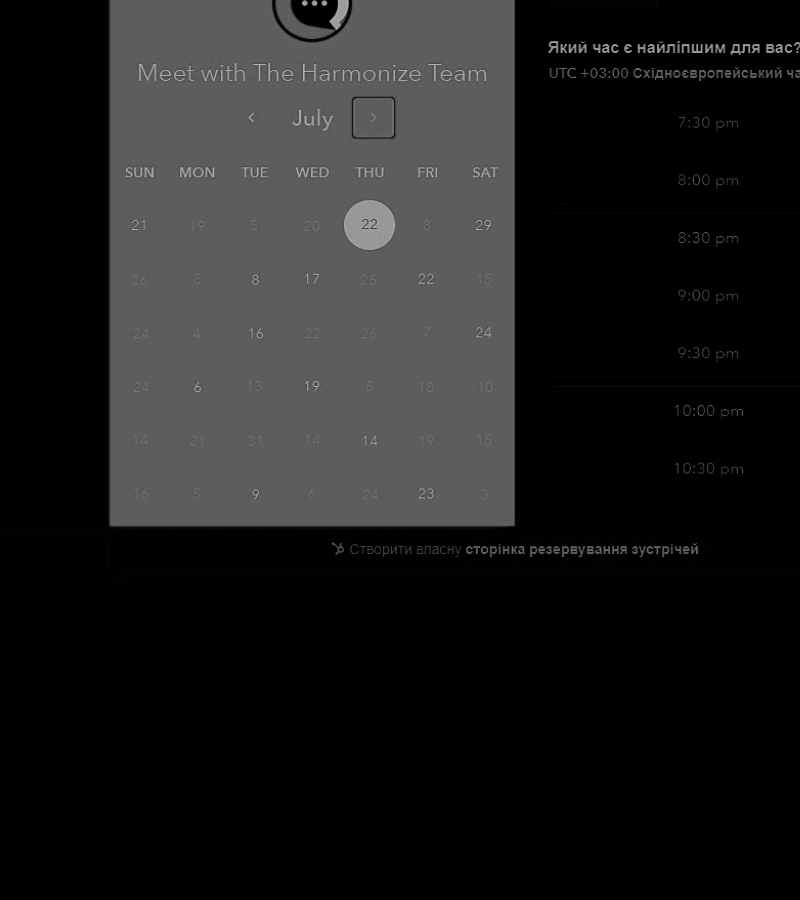 Meet with The Harmonize Team
July
SUN MON TUE WED THU FRI SAT
21 19 5 20 22 8 29
26 8 8 17 25 22 15
24 4 16 22 26 7 24
24 6 13 19 8 18 10
14 21 31 14 14 19 15
16 5 9 6 24 23 3
Який час є найліпшим для вас?
UTC +03:00 Східноєвропейський
7:30 pm
8:00 pm
8:30 pm
9:00 pm
9:30 pm
10:00 pm
10:30 pm
Створити власну сторінка резервування зустрічей